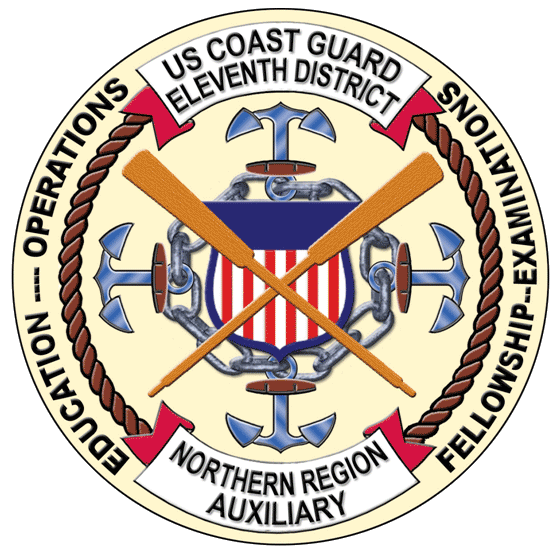 US COAST GUARD
ELEVENTH DISTRICT
EDUCATION ---- OPERATIONS
FELLOWSHIP--EXAMINATIONS
NORTHERN REGION
AUXILIARY